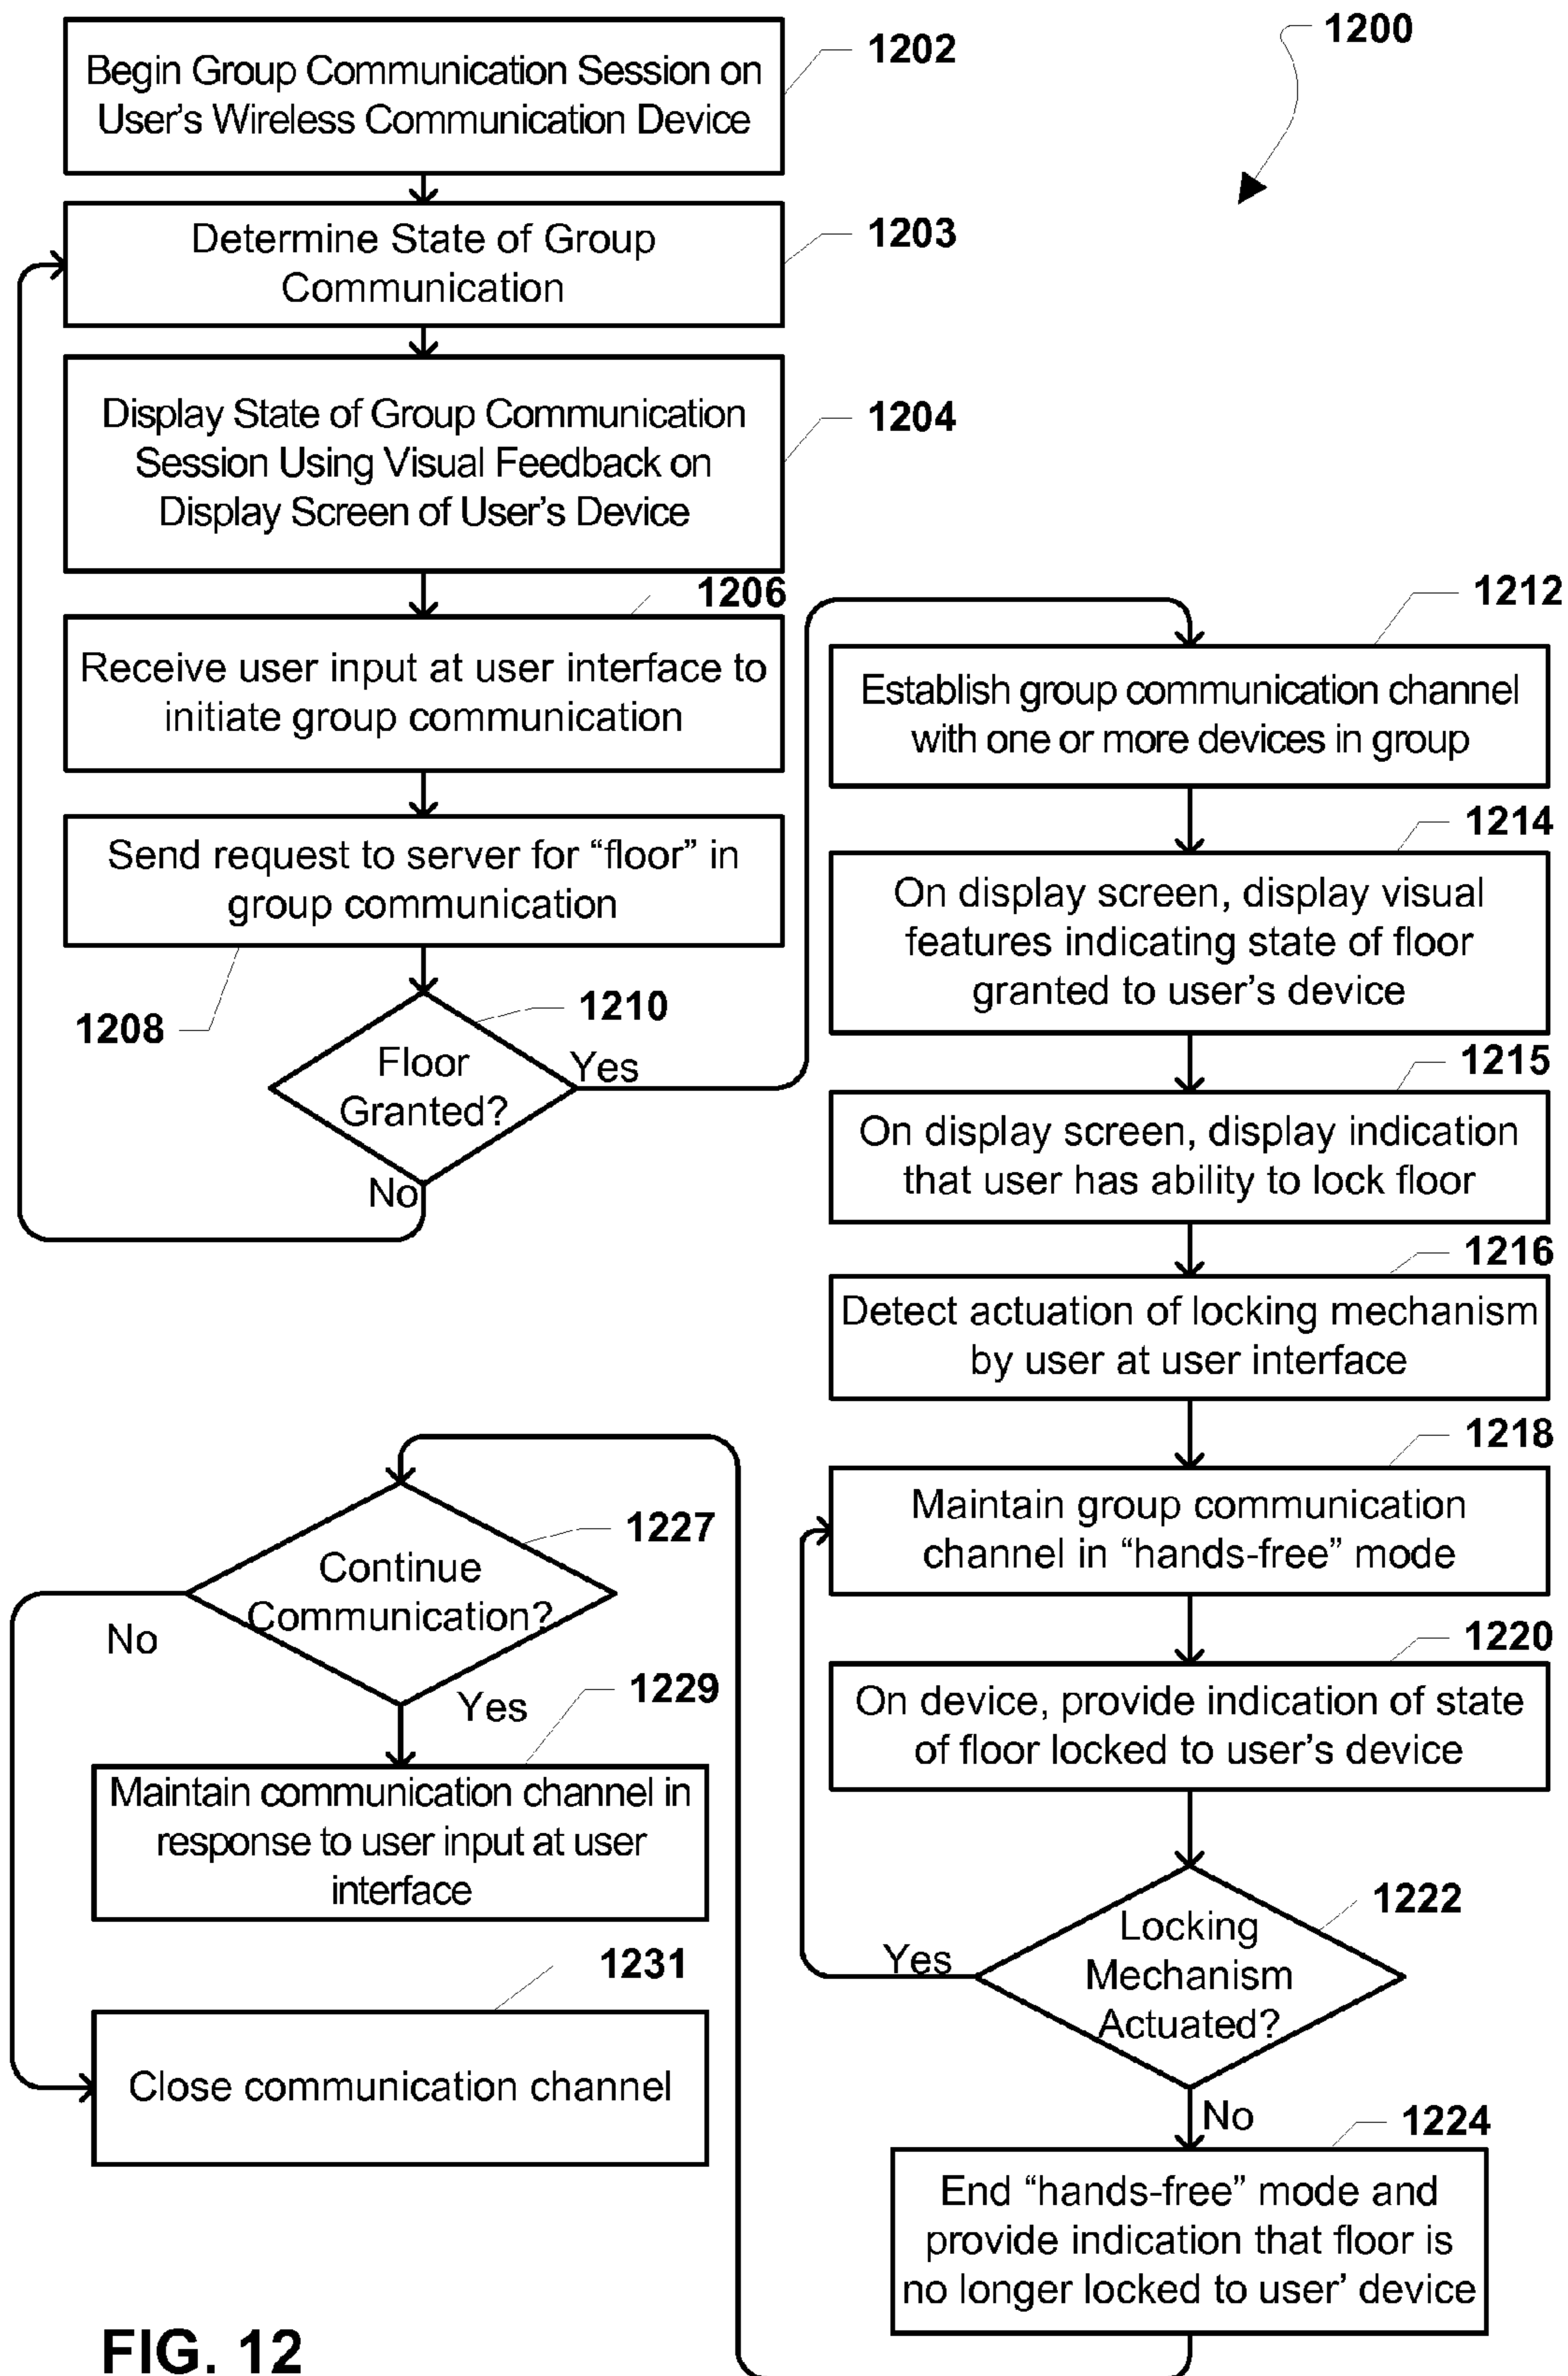 1200
1202
Begin Group Communication Session on
User's Wireless Communication Device
1203
Determine State of Group
Communication
1204
Display State of Group Communication
Session Using Visual Feedback on
Display Screen of User's Device
1206
Receive user input at user interface to
initiate group communication
Send request to server for “floor” in
group communication
1208
1210
Floor
Granted?
Yes
No
1212
Establish group communication channel
with one or more devices in group
1214
On display screen, display visual
features indicating state of floor
granted to user's device
1215
On display screen, display indication
that user has ability to lock floor
1216
Detect actuation of locking mechanism
by user at user interface
1218
Maintain group communication
channel in “hands-free” mode
1220
On device, provide indication of state
of floor locked to user's device
1222
Locking
Mechanism
Actuated?
Yes
No
1224
End “hands-free” mode and
provide indication that floor is
no longer locked to user' device
1227
Continue
Communication?
No
Yes
1229
Maintain communication channel in
response to user input at user
interface
1231
Close communication channel
FIG. 12